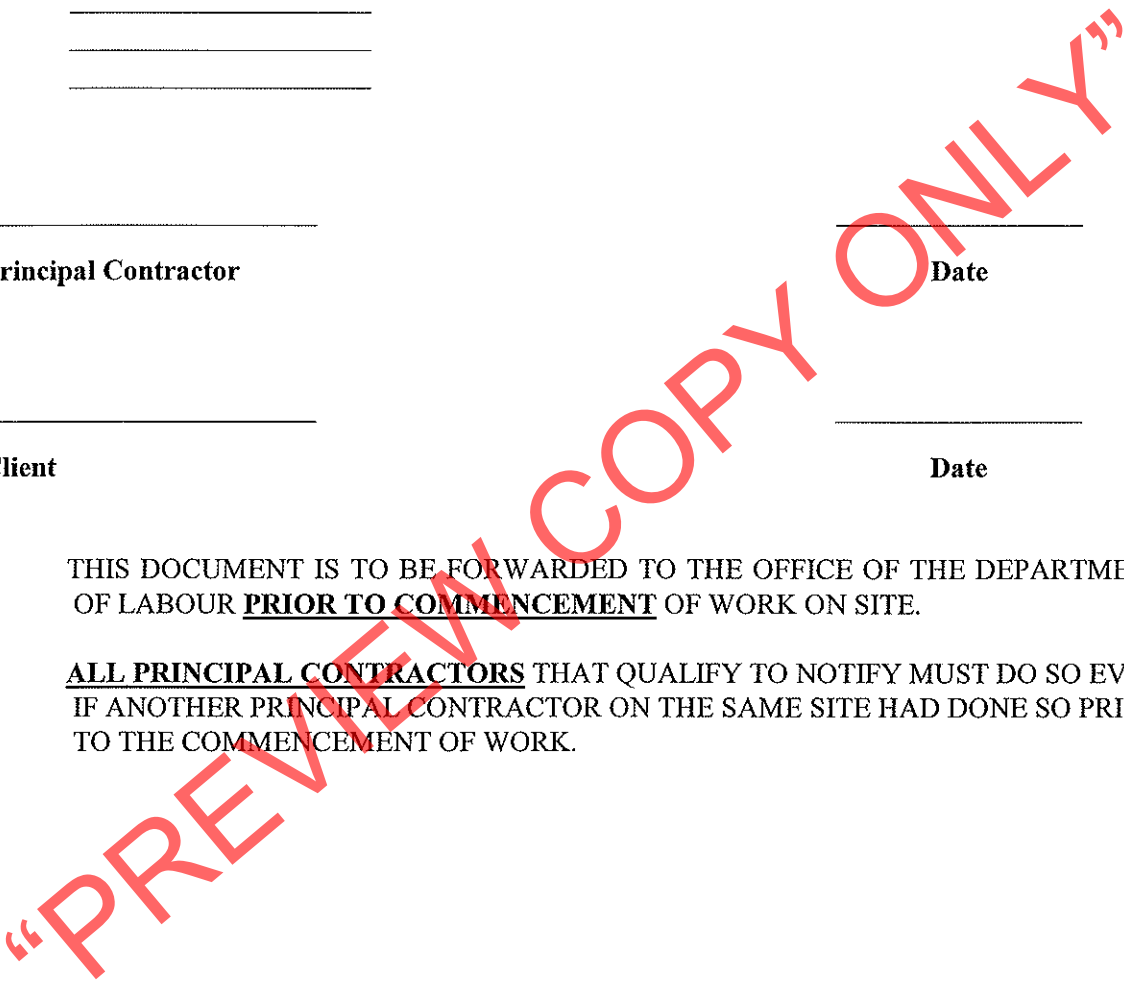 rincipal Contractor Date
lient Date
THIS DOCUMENT IS TO BE FORWARDED TO THE OFFICE OF THE DEPARTME
OF LABOUR PRIOR TO COMMENCEMENT OF WORK ON SITE.
ALL PRINCIPAL CONTRACTORS THAT QUALIFY TO NOTIFY MUST DO SO EV
IF ANOTHER PRINCIPAL CONTRACTOR ON THE SAME SITE HAD DONE SO PRI
TO THE COMMENCEMENT OF WORK.
“PREVIEW COPY ONLY”